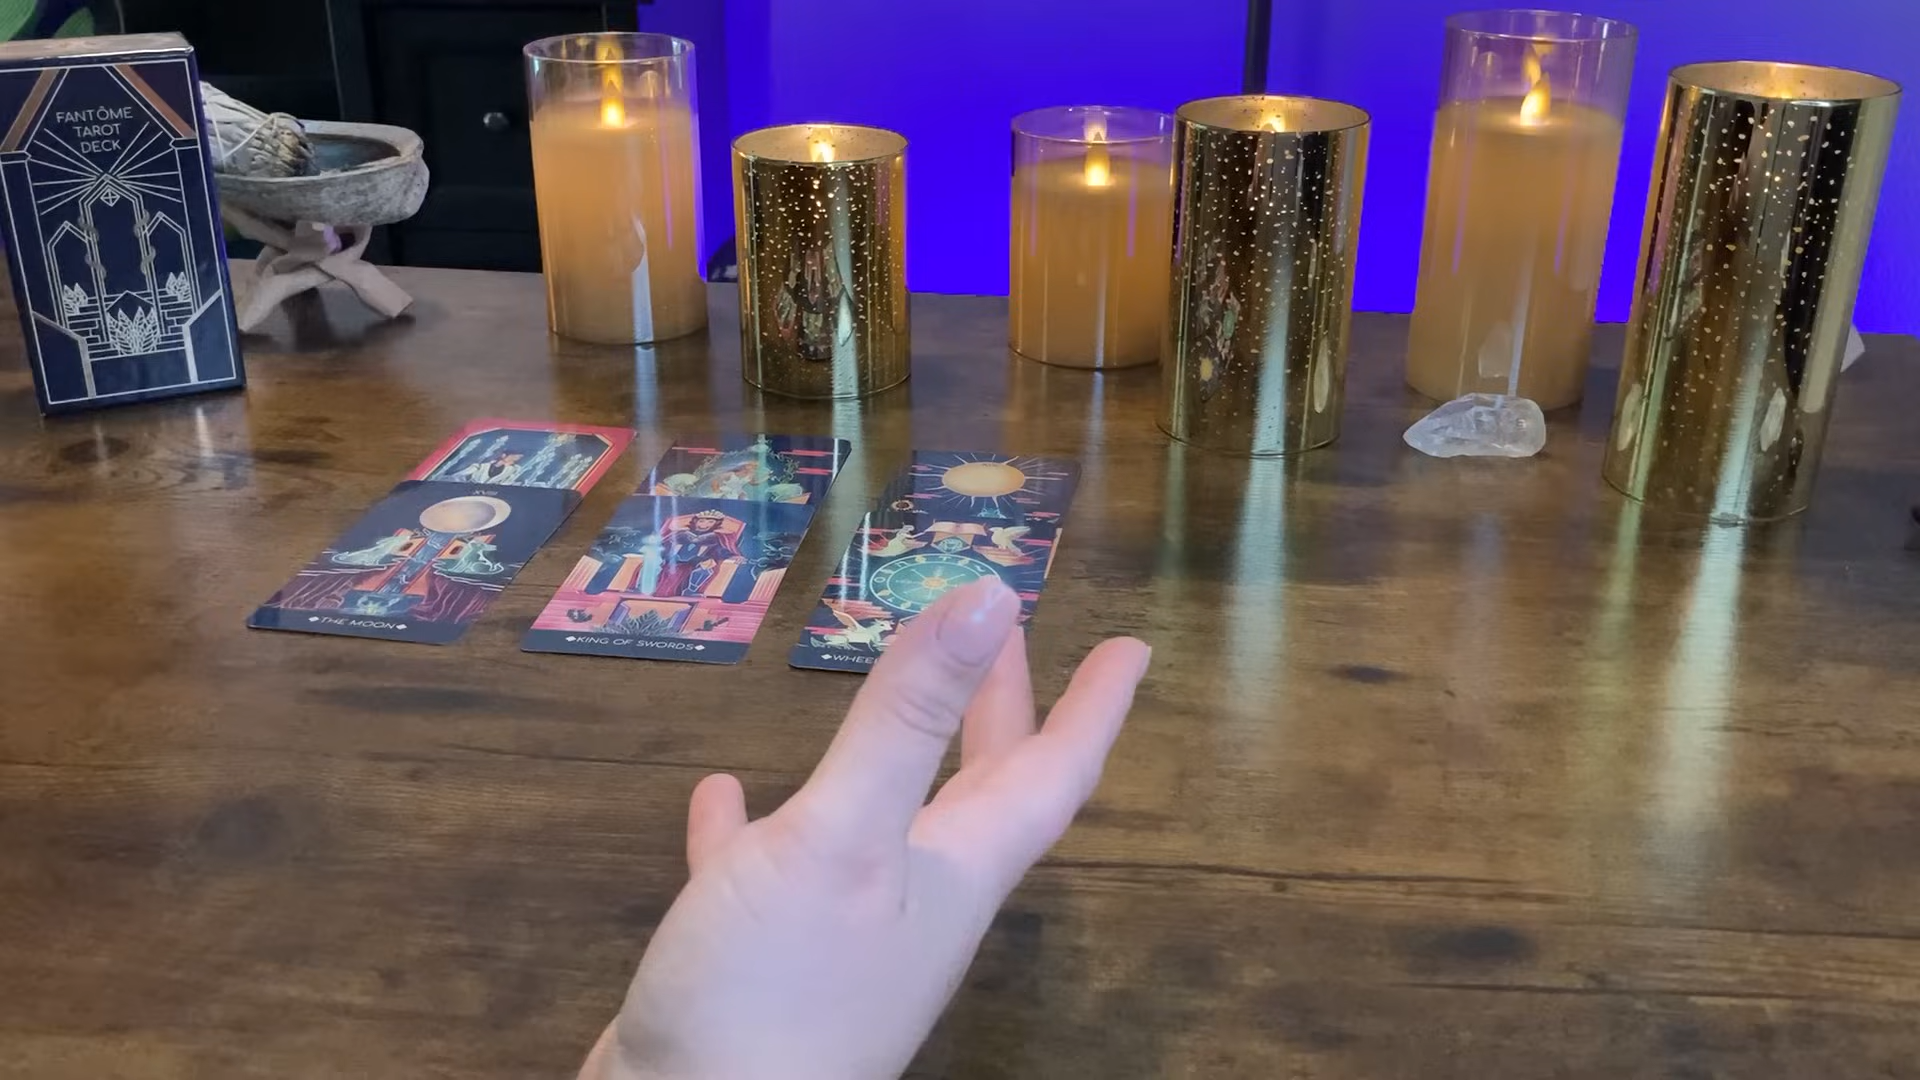 FANTÔME
TAROT
DECK
XVIII
THE MOON
KING OF SWORDS
WHEE